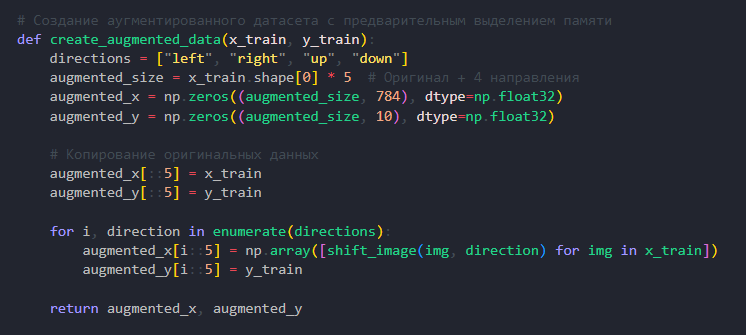 # Создание аугментированного датасета с предварительным выделением памяти
def create_augmented_data(x_train, y_train):
    directions = ["left", "right", "up", "down"]
    augmented_size = x_train.shape[0] * 5  # Оригинал + 4 направления
    augmented_x = np.zeros((augmented_size, 784), dtype=np.float32)
    augmented_y = np.zeros((augmented_size, 10), dtype=np.float32)
    # Копирование оригинальных данных
    augmented_x[::5] = x_train
    augmented_y[::5] = y_train
    for i, direction in enumerate(directions):
        augmented_x[i::5] = np.array([shift_image(img, direction) for img in x_train])
        augmented_y[i::5] = y_train
    return augmented_x, augmented_y